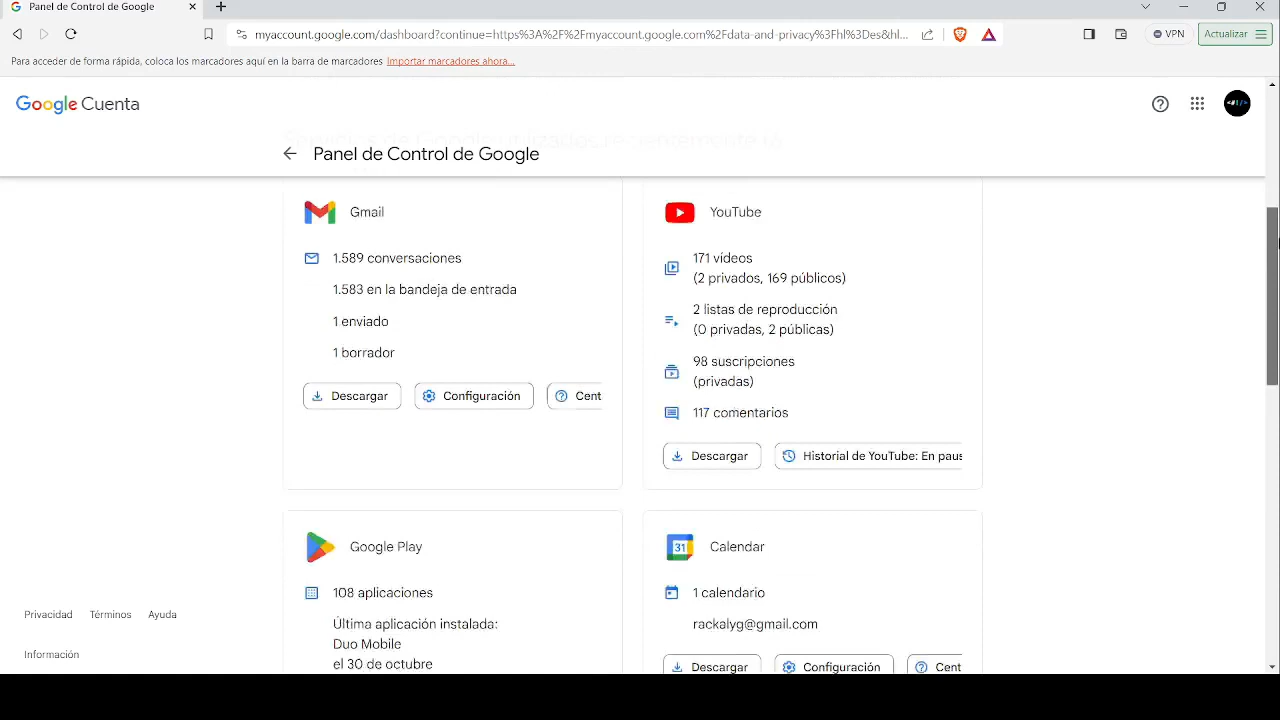 Panel de Control de Google
yaccount.google.com/dashboard?continue=https%3A%2F%2Fmyaccount.google.com%2Fdata-and-privacy%3Fhl%3Des&hl...
VPN
Actualizar
Para acceder de forma rápida, coloca los marcadores aquí en la barra de marcadores Importar marcadores ahora...
Google Cuenta
<#!/>
Panel de Control de Google
Gmail
1.589 conversaciones
1.583 en la bandeja de entrada
1 enviado
1 borrador
Descargar
Configuración
Cent
YouTube
171 vídeos
(2 privados, 169 públicos)
2 listas de reproducción
(0 privadas, 2 públicas)
98 suscripciones
(privadas)
117 comentarios
Descargar
Historial de YouTube: En paus
Google Play
108 aplicaciones
Última aplicación instalada:
Duo Mobile
el 30 de octubre
Calendar
31
1 calendario
rackalyg@gmail.com
Descargar
Configuración
Cent
Privacidad
Términos
Ayuda
Información